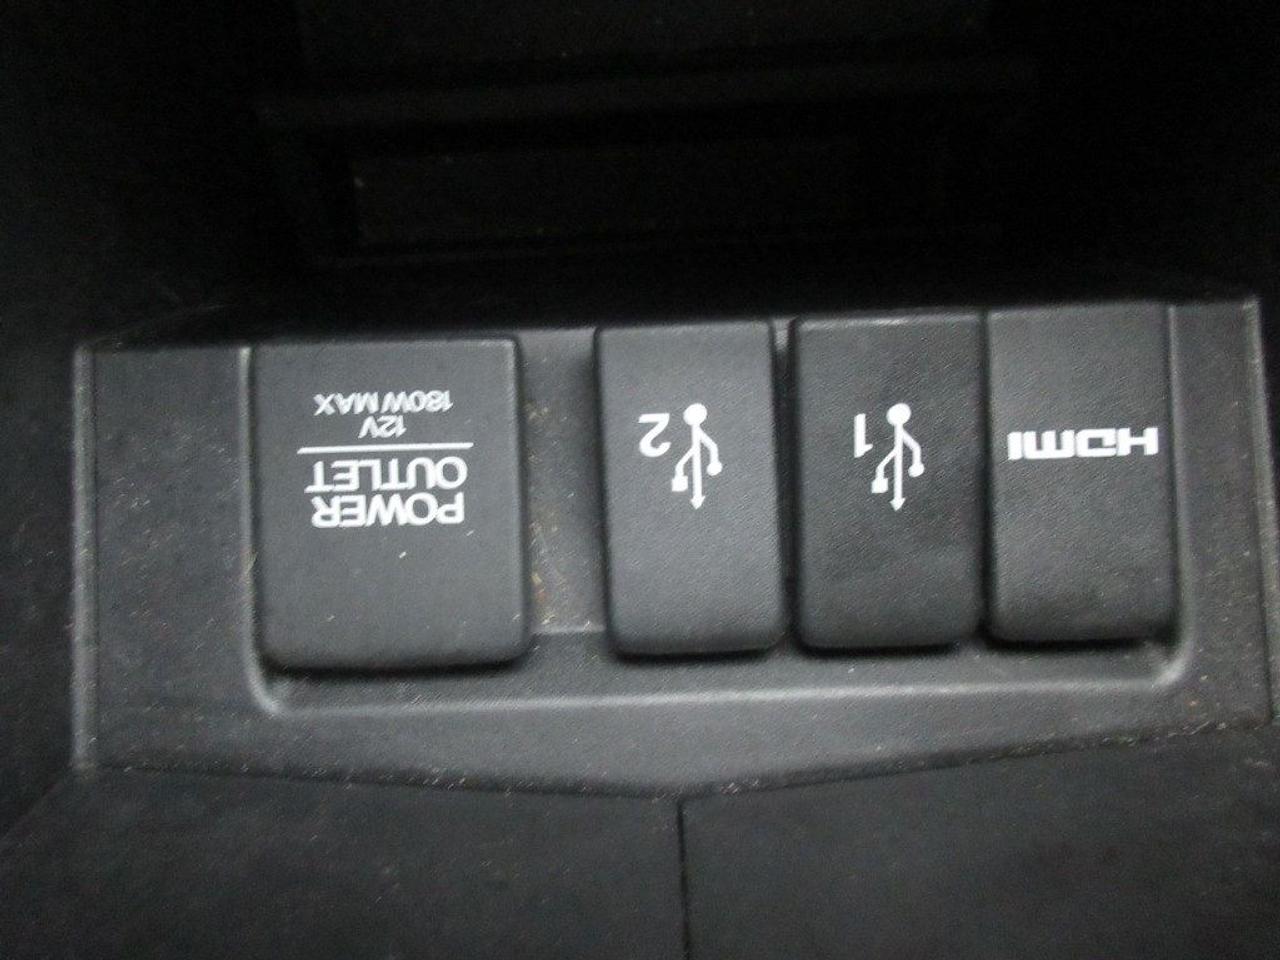 HDMI
1
2
POWER
OUTLET
12V
180W MAX